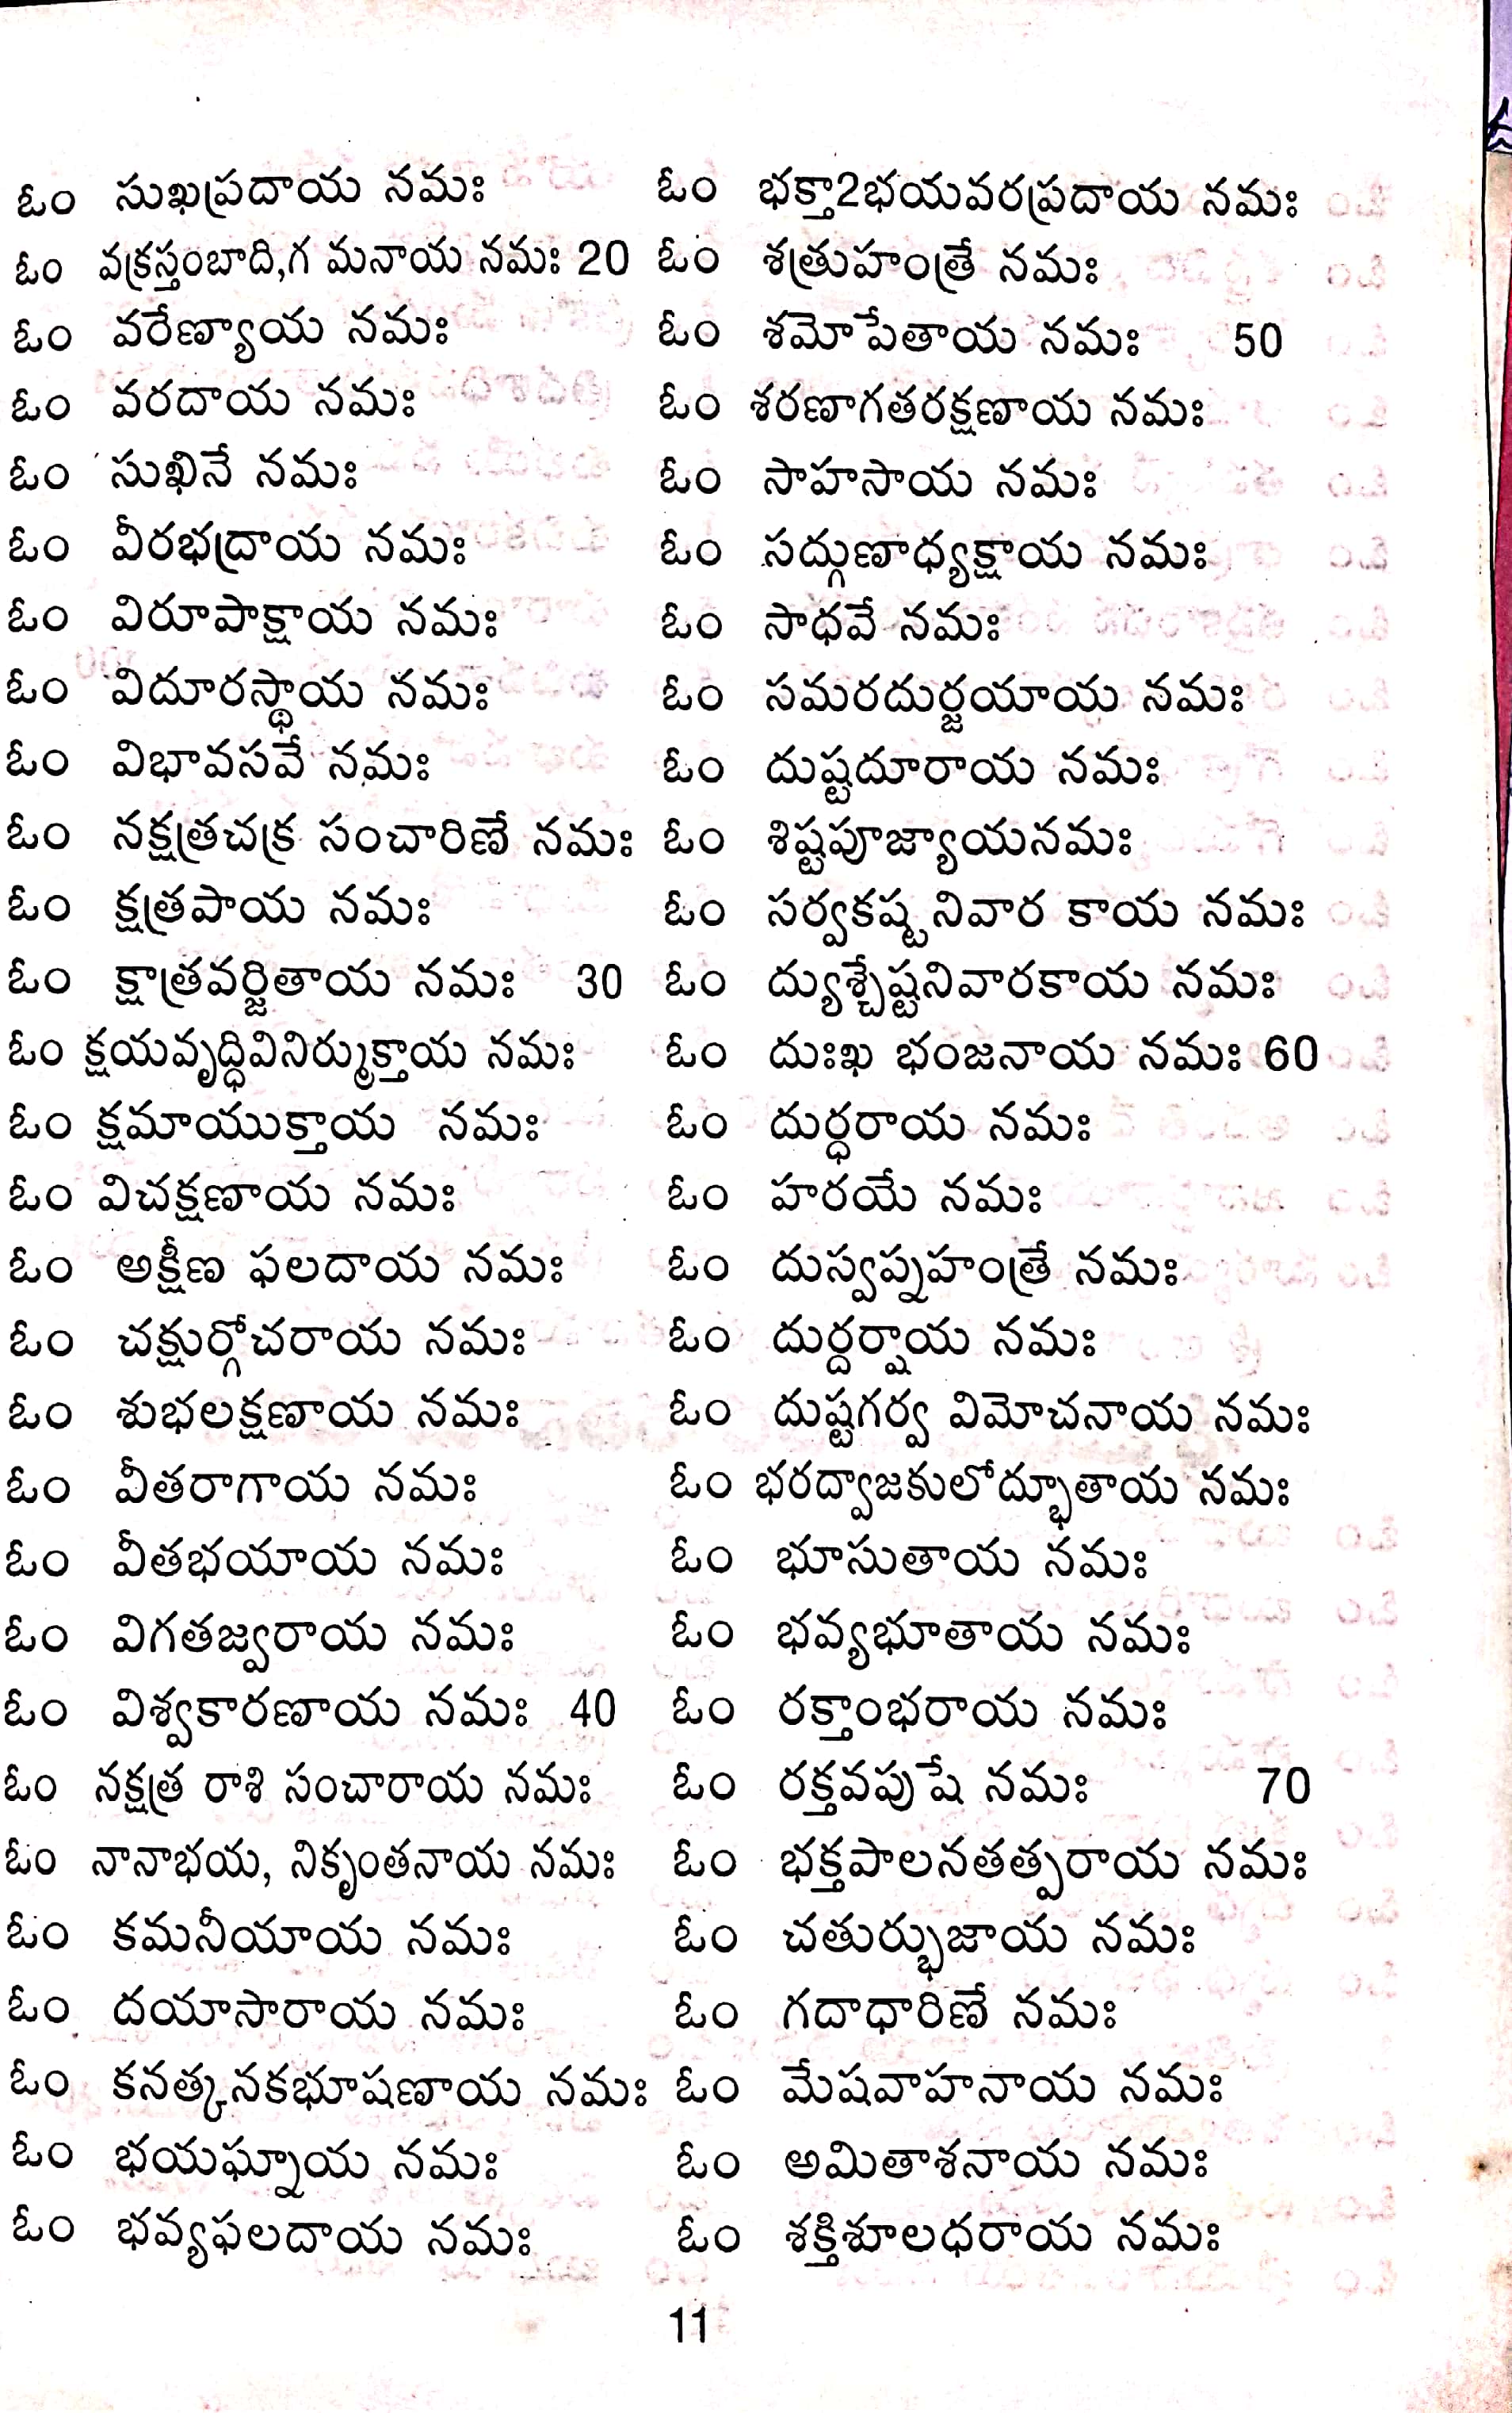 ఓం సుఖప్రదాయ నమః
ఓం వక్రస్తంబాది,గ మనాయ నమః 20
ఓం వరేణ్యాయ నమః
ఓం వరదాయ నమః
ఓం సుఖినే నమః
ఓం వీరభద్రాయ నమః
ఓం విరూపాక్షాయ నమః
ఓం విదూరస్థాయ నమః
ఓం విభావసవే నమః
ఓం నక్షత్రచక్ర సంచారిణే నమః
ఓం క్షత్రపాయ నమః
ఓం క్షాత్రవర్జితాయ నమః 30
ఓం క్షయవృద్ధివినిర్ముక్తాయ నమః
ఓం క్షమాయుక్తాయ నమః
ఓం విచక్షణాయ నమః
ఓం అక్షీణ ఫలదాయ నమః
ఓం చక్షుర్గోచరాయ నమః
ఓం శుభలక్షణాయ నమః
ఓం వీతరాగాయ నమః
ఓం వీతభయాయ నమః
ఓం విగతజ్వరాయ నమః
ఓం విశ్వకారణాయ నమః 40
ఓం నక్షత్ర రాశి సంచారాయ నమః
ఓం నానాభయ, నికృంతనాయ నమః
ఓం కమనీయాయ నమః
ఓం దయాసారాయ నమః
ఓం కనత్కనకభూషణాయ నమః
ఓం భయఘ్నాయ నమః
ఓం భవ్యఫలదాయ నమః
ఓం భక్తా2భయవరప్రదాయ నమః
ఓం శత్రుహంత్రే నమః
ఓం శమోపేతాయ నమః 50
ఓం శరణాగతరక్షణాయ నమః
ఓం సాహసాయ నమః
ఓం సద్గుణాధ్యక్షాయ నమః
ఓం సాధవే నమః
ఓం సమరదుర్జయాయ నమః
ఓం దుష్టదూరాయ నమః
ఓం శిష్టపూజ్యాయనమః
ఓం సర్వకష్ట నివార కాయ నమః
ఓం ద్యుశ్చేష్టనివారకాయ నమః
ఓం దుఃఖ భంజనాయ నమః 60
ఓం దుర్ధరాయ నమః
ఓం హరయే నమః
ఓం దుస్వప్నహంత్రే నమః
ఓం దుర్దర్షాయ నమః
ఓం దుష్టగర్వ విమోచనాయ నమః
ఓం భరద్వాజకులోద్భూతాయ నమః
ఓం భూసుతాయ నమః
ఓం భవ్యభూతాయ నమః
ఓం రక్తాంభరాయ నమః
ఓం రక్తవపుషే నమః 70
ఓం భక్తపాలనతత్పరాయ నమః
ఓం చతుర్భుజాయ నమః
ఓం గదాధారిణే నమః
ఓం మేషవాహనాయ నమః
ఓం అమితాశనాయ నమః
ఓం శక్తిశూలధరాయ నమః
11